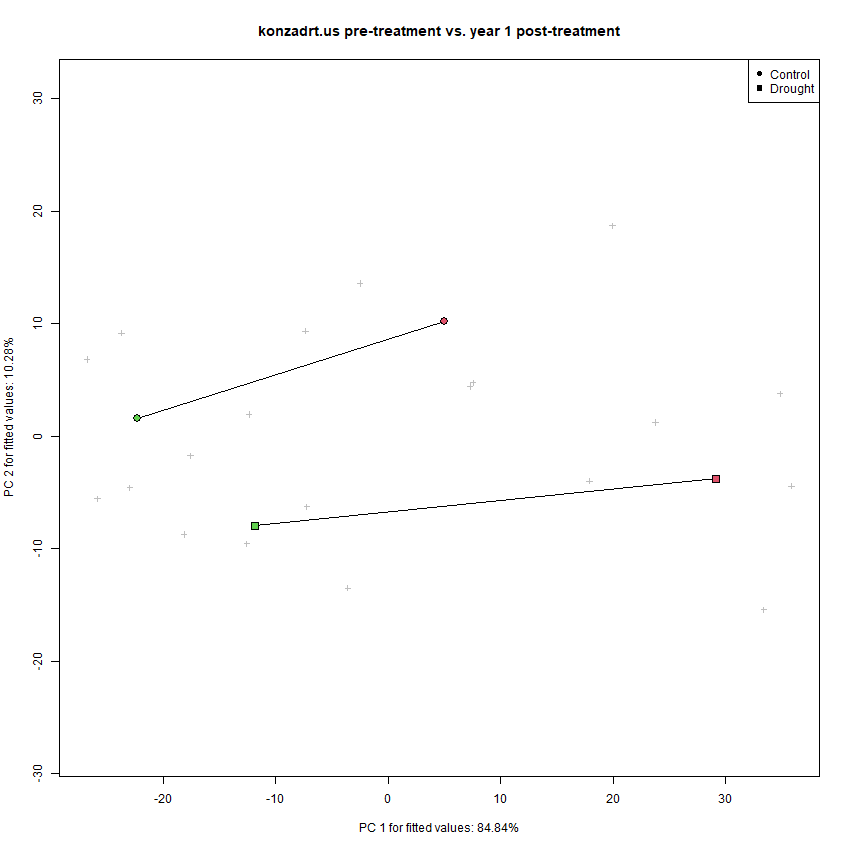 konzadrt.us pre-treatment vs. year 1 post-treatment
Control
Drought
30
20
10
0
-10
-20
-30
PC 2 for fitted values: 10.28%
-20
-10
0
10
20
30
PC 1 for fitted values: 84.84%